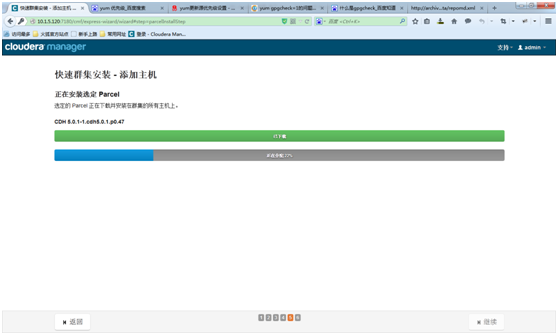 快速群集安装 - 添加主机...
yum 优先级_百度搜索
yum更新源优先级设置 - ...
yum gpgcheck=1的问题...
什么是gpgcheck_百度知道
http://archiv...ta/repomd.xml
10.1.5.120:7180/cmf/express-wizard/wizard#step=parcelInstallStep
百度 <Ctrl+K>
访问最多
火狐官方站点
新手上路
常用网址
登录 - Cloudera Man...
cloudera manager
支持
admin
快速群集安装 - 添加主机
正在安装选定 Parcel
选定的 Parcel 正在下载并安装在群集的所有主机上。
CDH 5.0.1-1.cdh5.0.1.p0.47
已下载
返回
1 2 3 4 5 6
继续